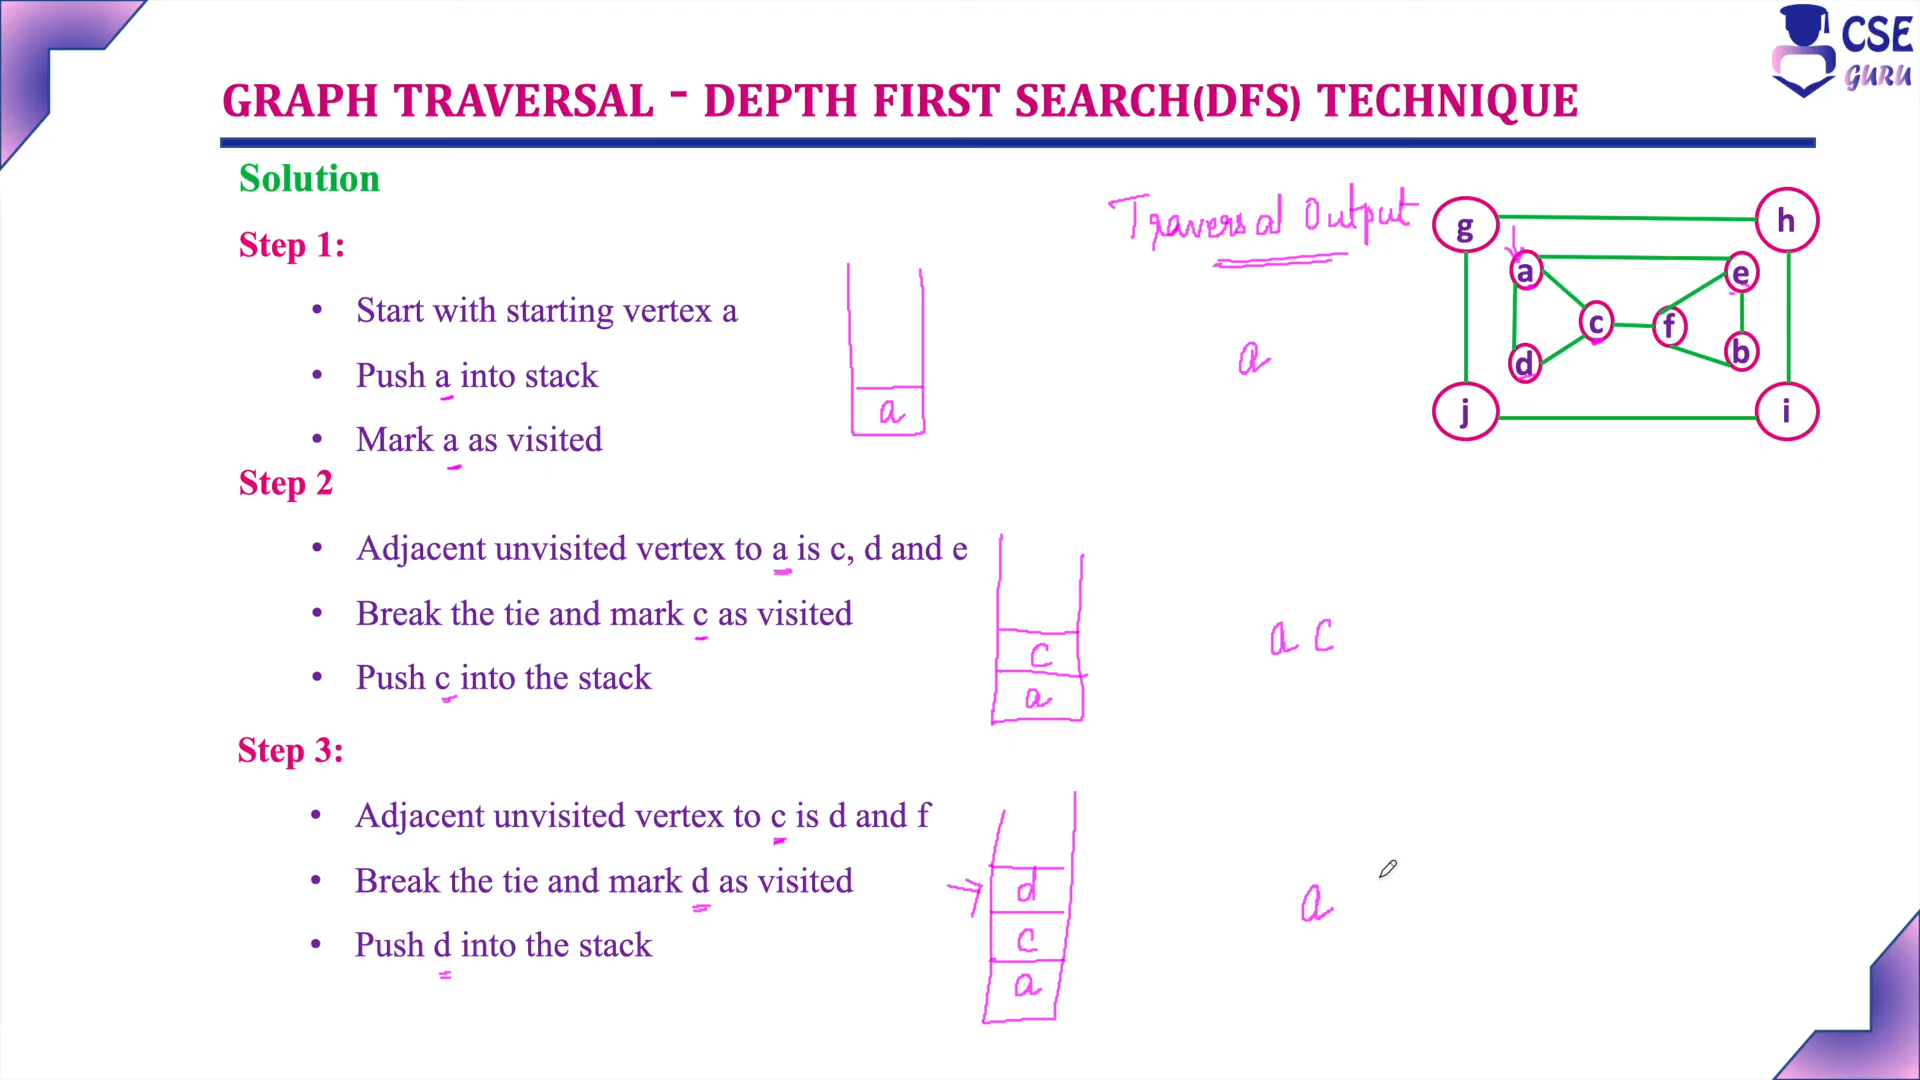 CSE
GURU
GRAPH TRAVERSAL - DEPTH FIRST SEARCH(DFS) TECHNIQUE
Solution
Traversal Output
g
h
a
e
c
f
d
b
j
i
Step 1:
• Start with starting vertex a
• Push a into stack
• Mark a as visited
a
a
Step 2
• Adjacent unvisited vertex to a is c, d and e
• Break the tie and mark c as visited
• Push c into the stack
c
a
a c
Step 3:
• Adjacent unvisited vertex to c is d and f
• Break the tie and mark d as visited
• Push d into the stack
d
c
a
a